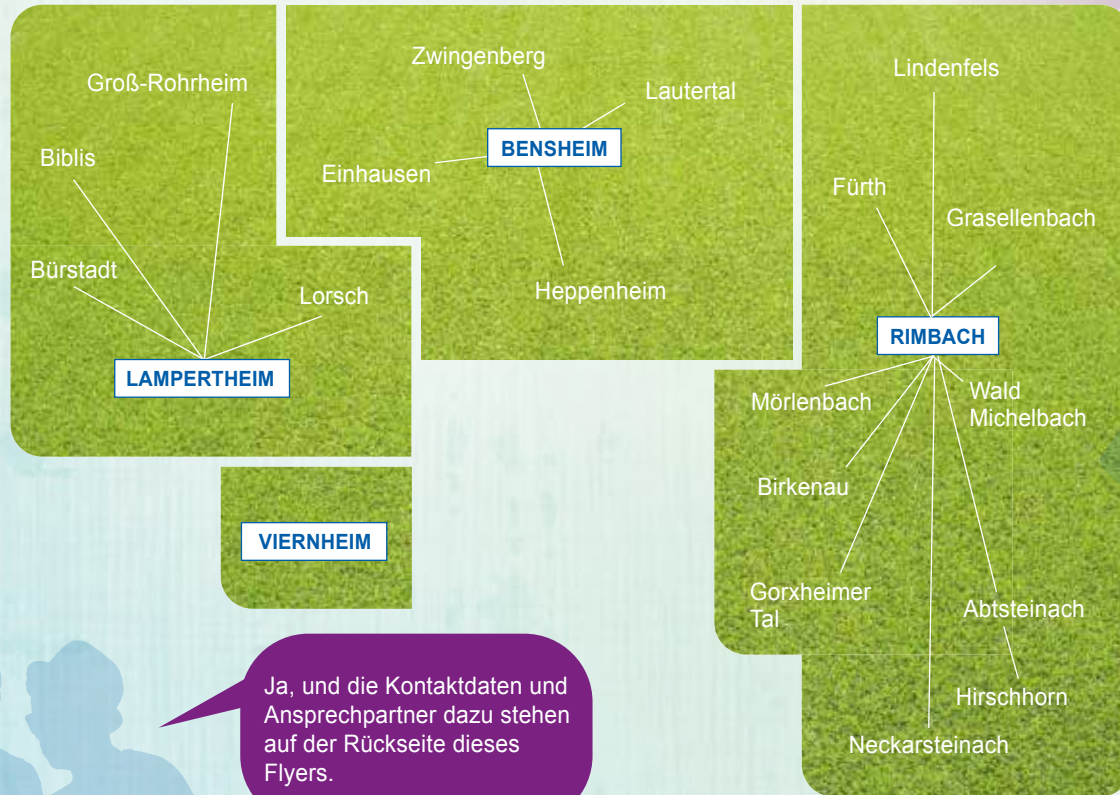 Groß-Rohrheim
Biblis
Bürstadt
Lorsch
LAMPERTHEIM
VIERNHEIM
Zwingenberg
Lautertal
BENSHEIM
Einhausen
Heppenheim
Lindenfels
Fürth
Grasellenbach
RIMBACH
Mörlenbach
Wald
Michelbach
Birkenau
Gorxheimer
Tal
Abtsteinach
Hirschhorn
Neckarsteinach
Ja, und die Kontaktdaten und
Ansprechpartner dazu stehen
auf der Rückseite dieses
Flyers.